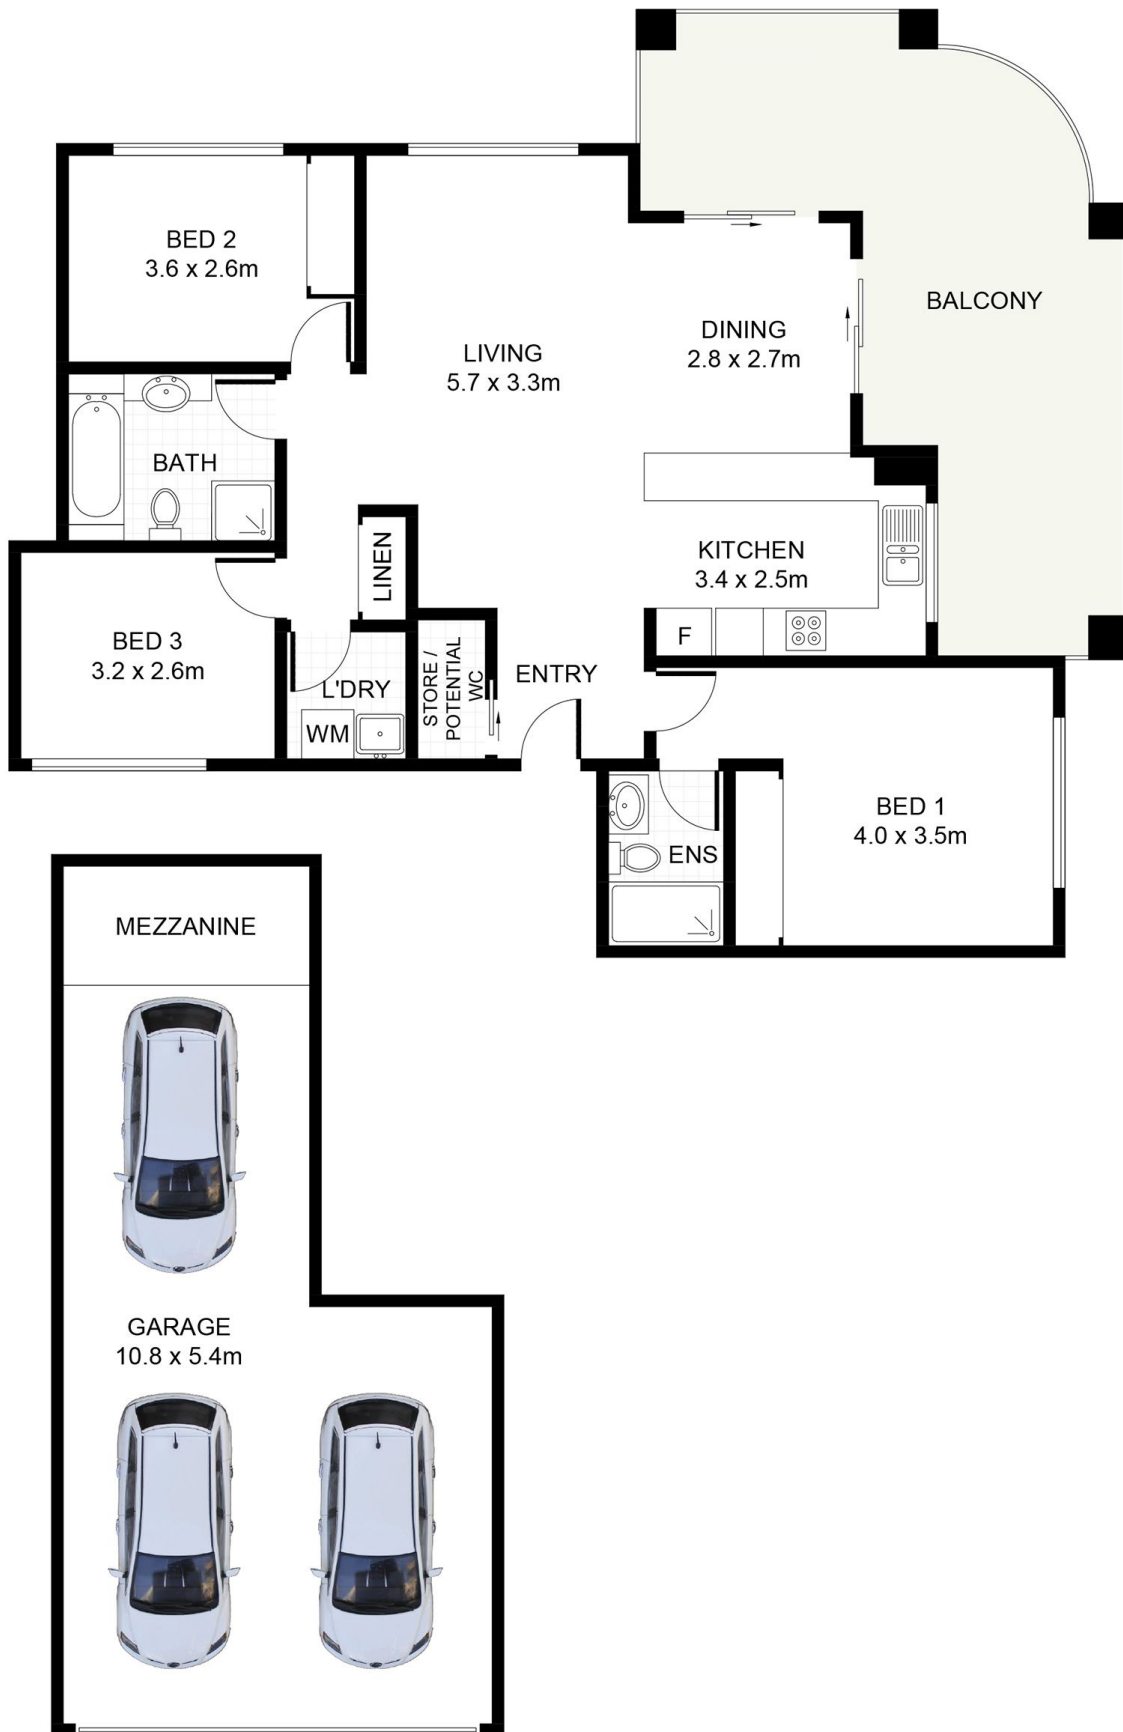 BED 2
3.6 x 2.6m
BALCONY
LIVING
5.7 x 3.3m
DINING
2.8 x 2.7m
BATH
LINEN
KITCHEN
3.4 x 2.5m
F
BED 3
3.2 x 2.6m
L'DRY
WM
STORE /
POTENTIAL
WC
ENTRY
BED 1
4.0 x 3.5m
ENS
MEZZANINE
GARAGE
10.8 x 5.4m